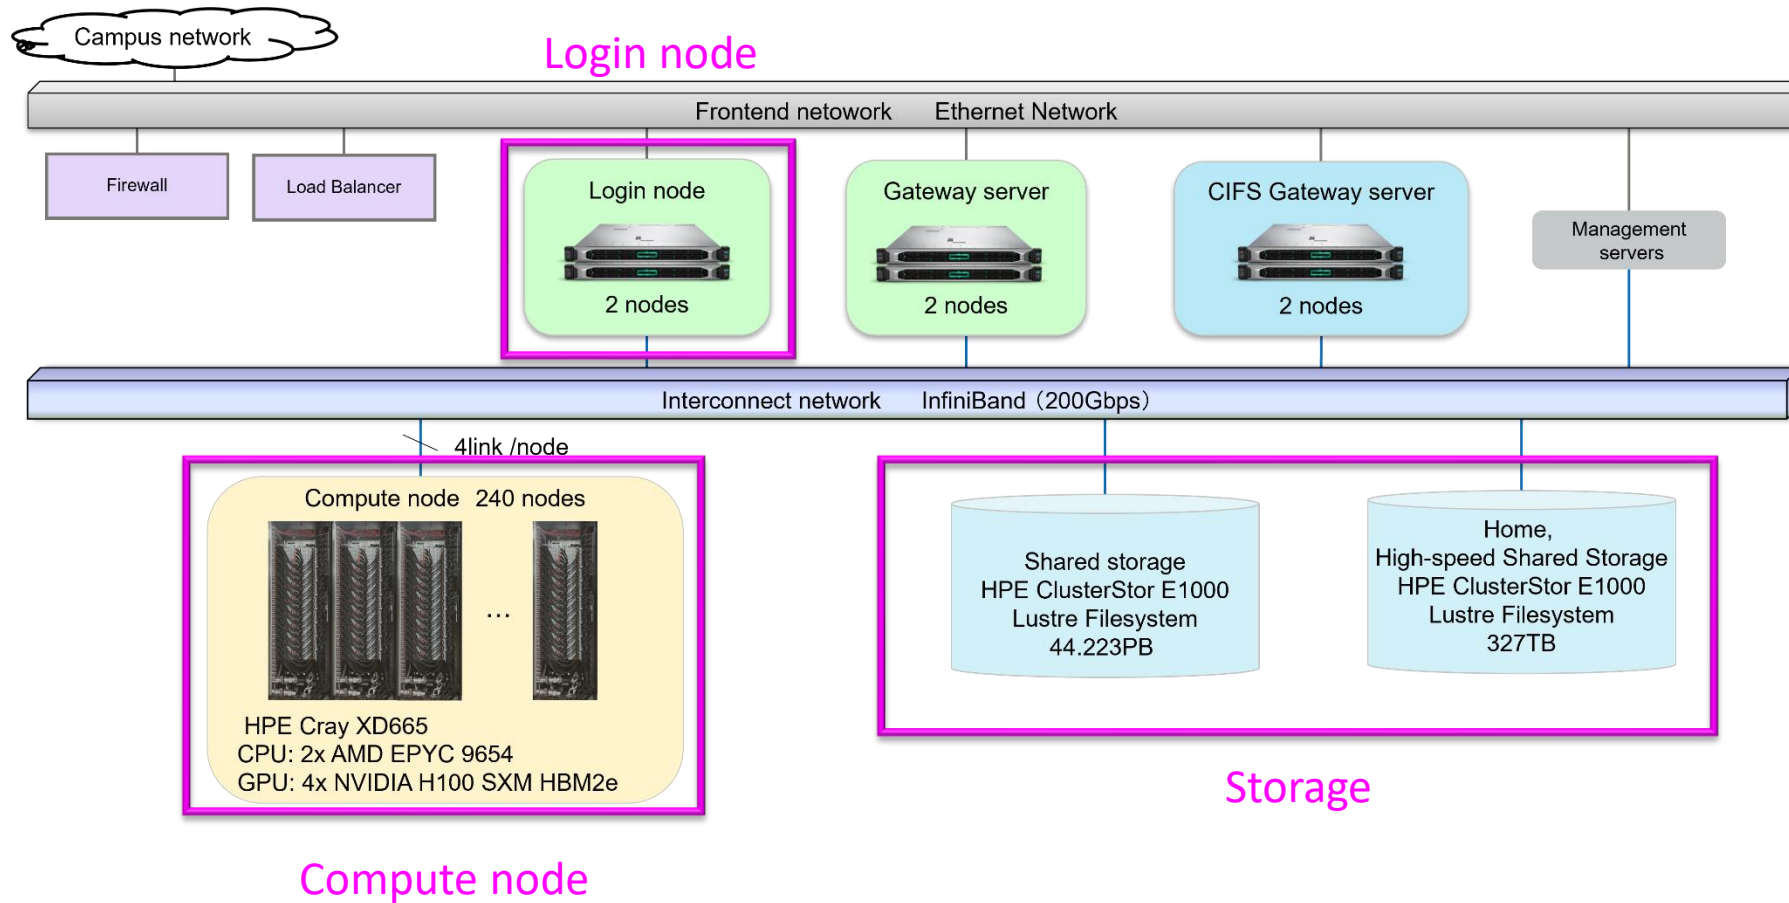 Campus network
Login node
Frontend netowork Ethernet Network
Firewall
Load Balancer
Login node
2 nodes
Gateway server
2 nodes
CIFS Gateway server
2 nodes
Management
servers
Interconnect network InfiniBand（200Gbps）
4link /node
Compute node 240 nodes
...
HPE Cray XD665
CPU: 2x AMD EPYC 9654
GPU: 4x NVIDIA H100 SXM HBM2e
Shared storage
HPE ClusterStor E1000
Lustre Filesystem
44.223PB
Home,
High-speed Shared Storage
HPE ClusterStor E1000
Lustre Filesystem
327TB
Storage
Compute node